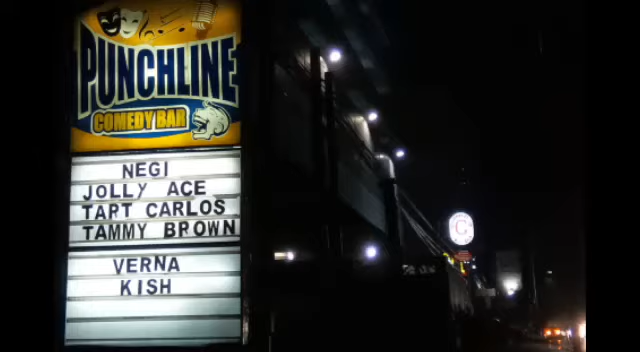 PUNCHLINE
COMEDY BAR
NEGI
JOLLY ACE
TART CARLOS
TAMMY BROWN
VERNA
KISH
C